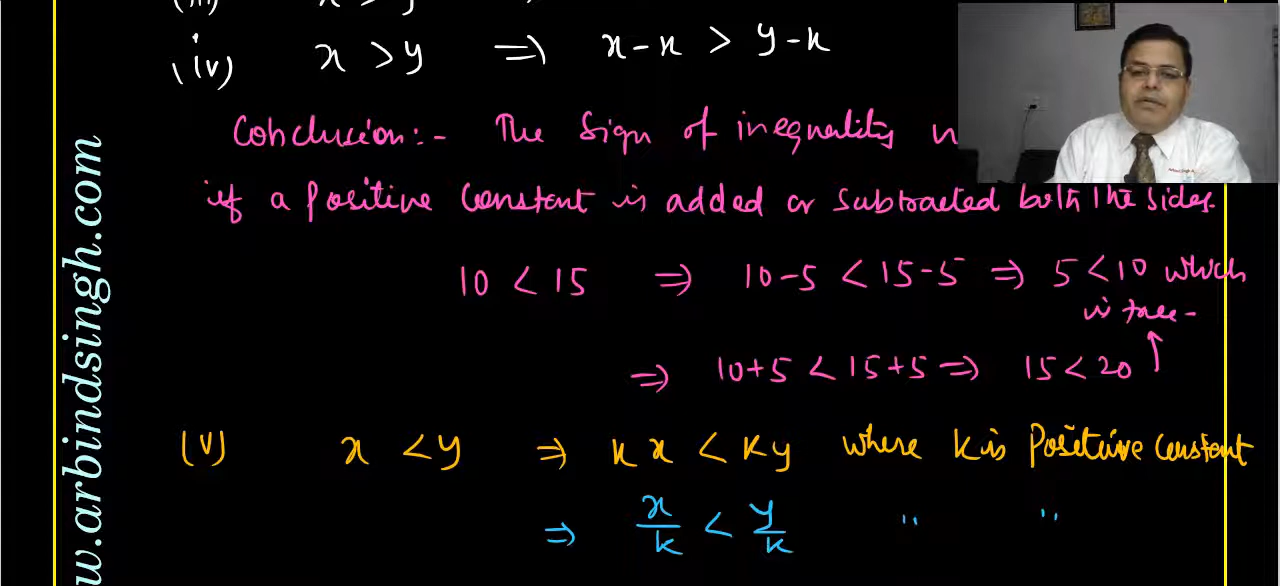 (iv) x > y ⇒ x-k > y-k
Conclusion:- The Sign of inequality
if a positive Constant is added or subtracted both the sides.
10 < 15 ⇒ 10-5 < 15-5 ⇒ 5 < 10 which
is true-
⇒ 10+5 < 15+5 ⇒ 15 < 20 ↑
(v) x < y ⇒ kx < ky where k is Positive Constant
⇒ x/k < y/k " "
w.arbindsingh.com